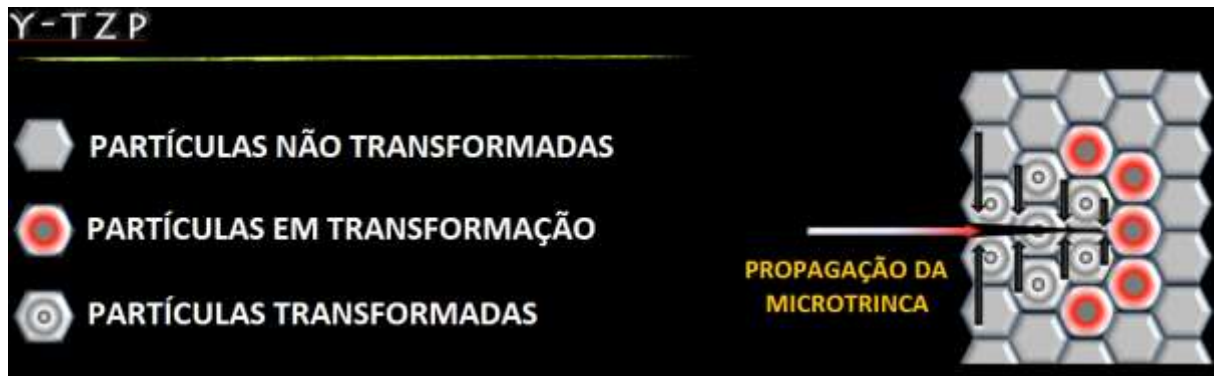 Y-TZP
PARTÍCULAS NÃO TRANSFORMADAS
PARTÍCULAS EM TRANSFORMAÇÃO
PARTÍCULAS TRANSFORMADAS
PROPAGAÇÃO DA
MICROTRINCA